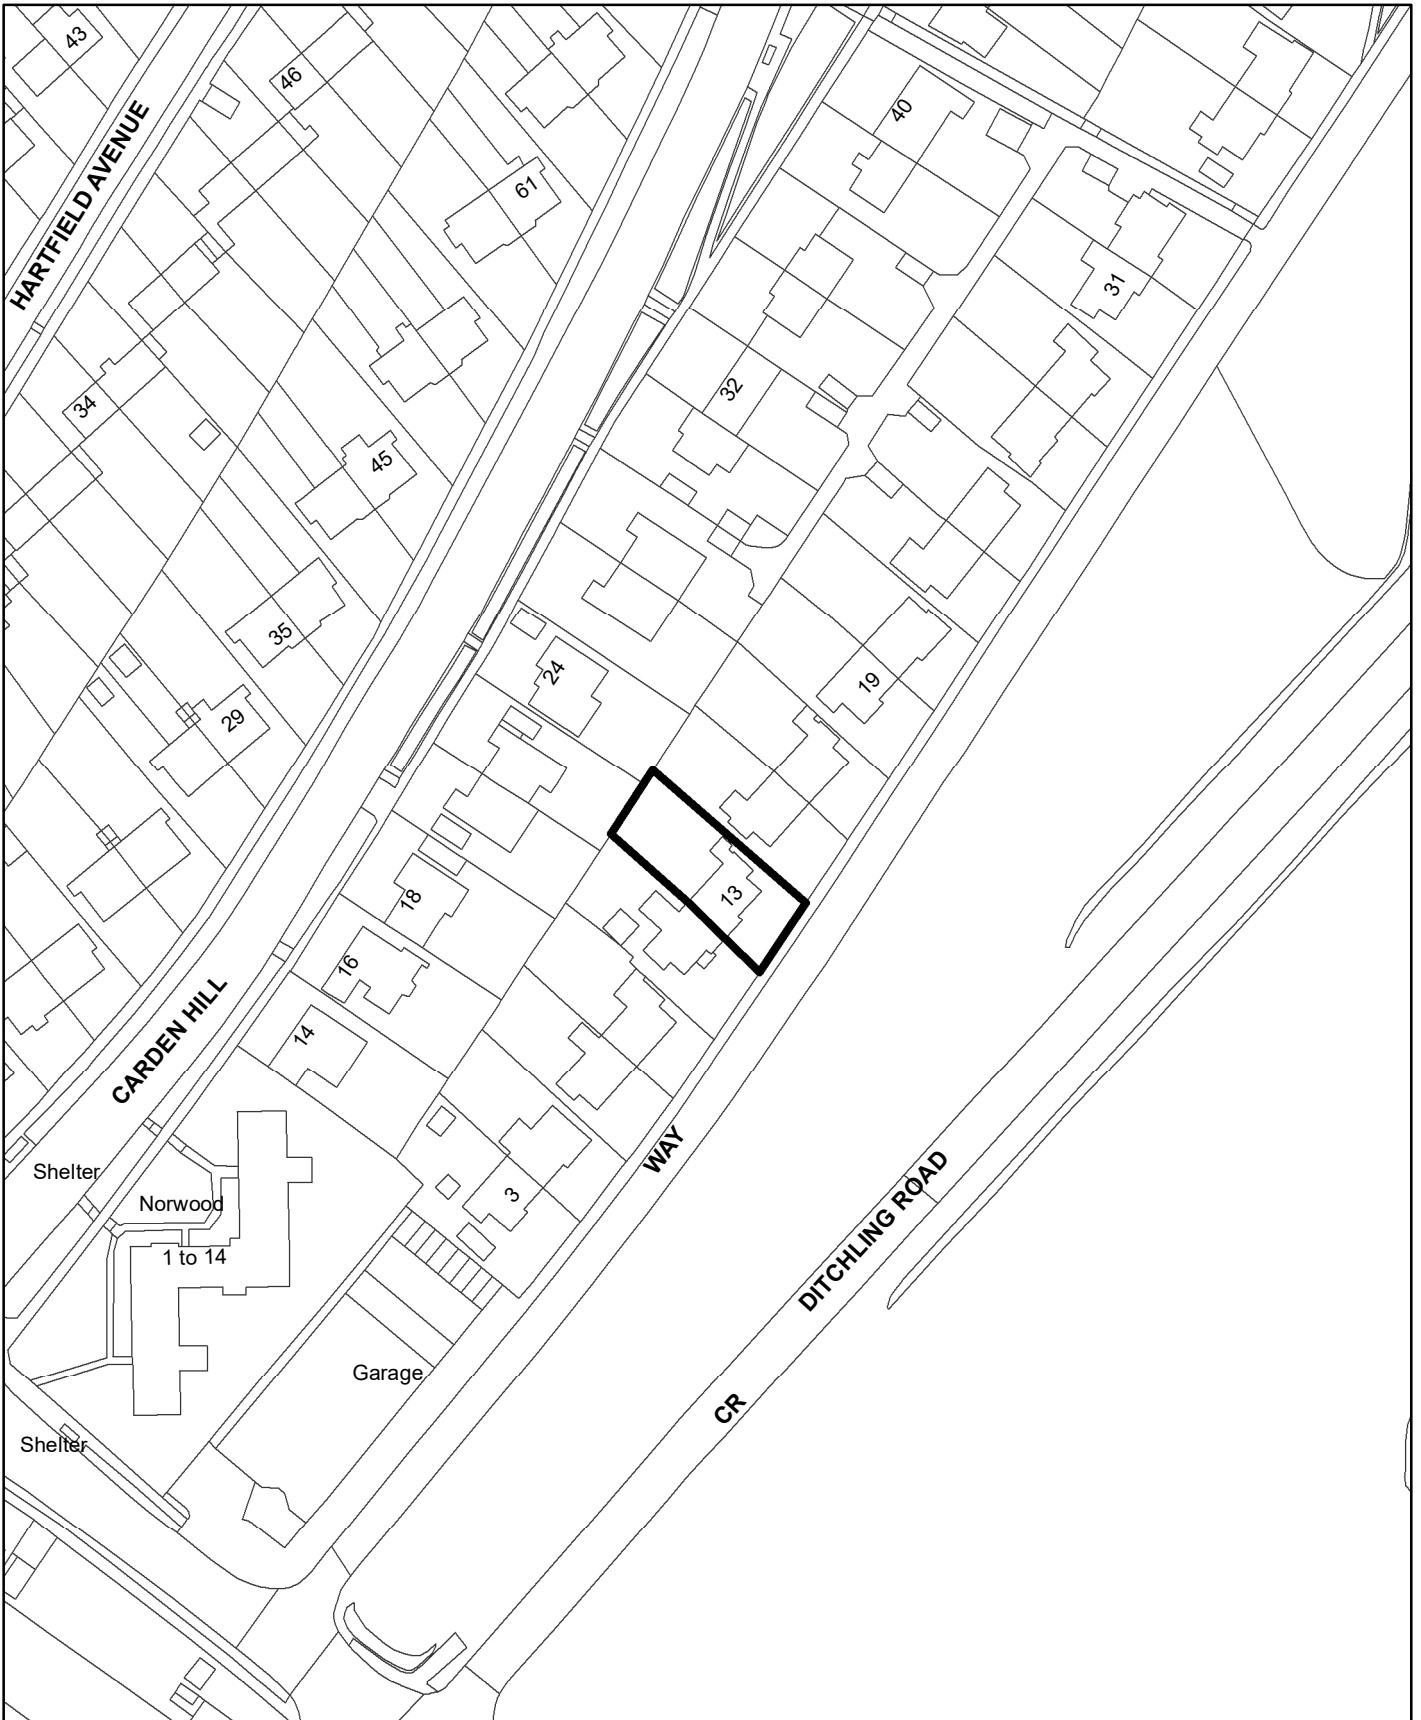 43
46
HARTFIELD AVENUE
40
61
31
34
32
45
35
24
19
29
13
18
16
14
CARDEN HILL
WAY
Shelter
Norwood
3
1 to 14
DITCHLING ROAD
Garage
CR
Shelter